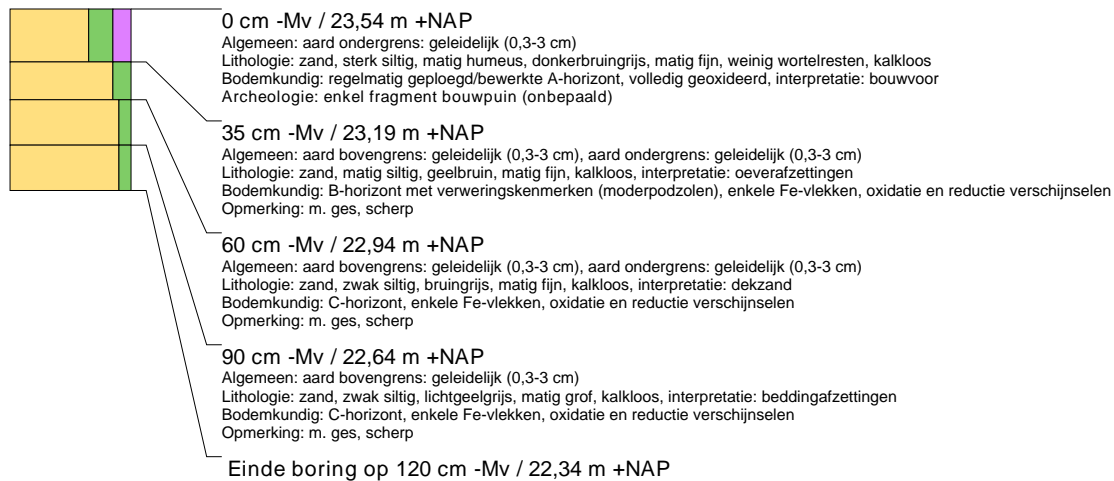 0 cm -Mv / 23,54 m +NAP
Algemeen: aard ondergrens: geleidelijk (0,3-3 cm)
Lithologie: zand, sterk siltig, matig humeus, donkerbruingrijs, matig fijn, weinig wortelresten, kalkloos
Bodemkundig: regelmatig geploegd/bewerkte A-horizont, volledig geoxideerd, interpretatie: bouwvoor
Archeologie: enkel fragment bouwpuin (onbepaald)
35 cm -Mv / 23,19 m +NAP
Algemeen: aard bovengrens: geleidelijk (0,3-3 cm), aard ondergrens: geleidelijk (0,3-3 cm)
Lithologie: zand, matig siltig, geelbruin, matig fijn, kalkloos, interpretatie: oeverafzettingen
Bodemkundig: B-horizont met verweringskenmerken (moderpodzolen), enkele Fe-vlekken, oxidatie en reductie verschijnselen
Opmerking: m. ges, scherp
60 cm -Mv / 22,94 m +NAP
Algemeen: aard bovengrens: geleidelijk (0,3-3 cm), aard ondergrens: geleidelijk (0,3-3 cm)
Lithologie: zand, zwak siltig, bruingrijs, matig fijn, kalkloos, interpretatie: dekzand
Bodemkundig: C-horizont, enkele Fe-vlekken, oxidatie en reductie verschijnselen
Opmerking: m. ges, scherp
90 cm -Mv / 22,64 m +NAP
Algemeen: aard bovengrens: geleidelijk (0,3-3 cm)
Lithologie: zand, zwak siltig, lichtgeelgrijs, matig grof, kalkloos, interpretatie: beddingafzettingen
Bodemkundig: C-horizont, enkele Fe-vlekken, oxidatie en reductie verschijnselen
Opmerking: m. ges, scherp
Einde boring op 120 cm -Mv / 22,34 m +NAP